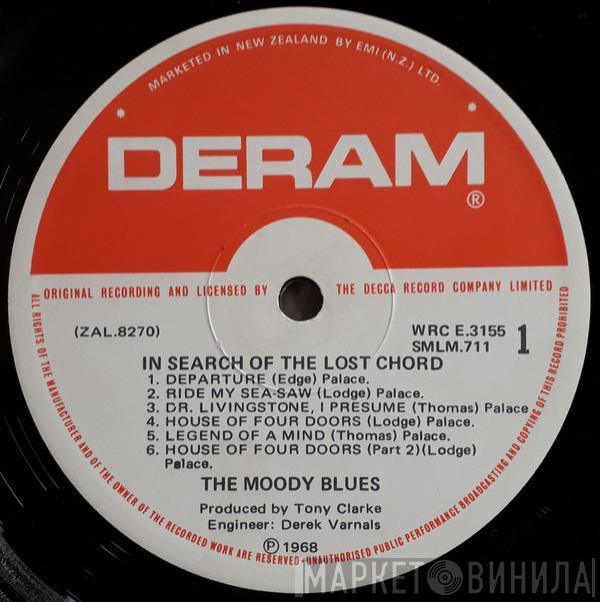 MARKETED IN NEW ZEALAND BY EMI (N.Z.) LTD.
DERAM
®
ORIGINAL RECORDING AND LICENSED BY THE DECCA RECORD COMPANY LIMITED
(ZAL.8270)
WRC E.3155
SMLM.711
1
IN SEARCH OF THE LOST CHORD
1. DEPARTURE (Edge) Palace.
2. RIDE MY SEA-SAW (Lodge) Palace.
3. DR. LIVINGSTONE, I PRESUME (Thomas) Palace
4. HOUSE OF FOUR DOORS (Lodge) Palace.
5. LEGEND OF A MIND (Thomas) Palace.
6. HOUSE OF FOUR DOORS (Part 2)(Lodge)
Palace.
THE MOODY BLUES
Produced by Tony Clarke
Engineer: Derek Varnals
Ⓟ 1968
ALL RIGHTS OF THE MANUFACTURER AND OF THE OWNER OF THE RECORDED WORK ARE RESERVED-UNAUTHORISED PUBLIC PERFORMANCE BROADCASTING AND COPYING OF THIS RECORD PROHIBITED
МАРКЕТ ВИНИЛА